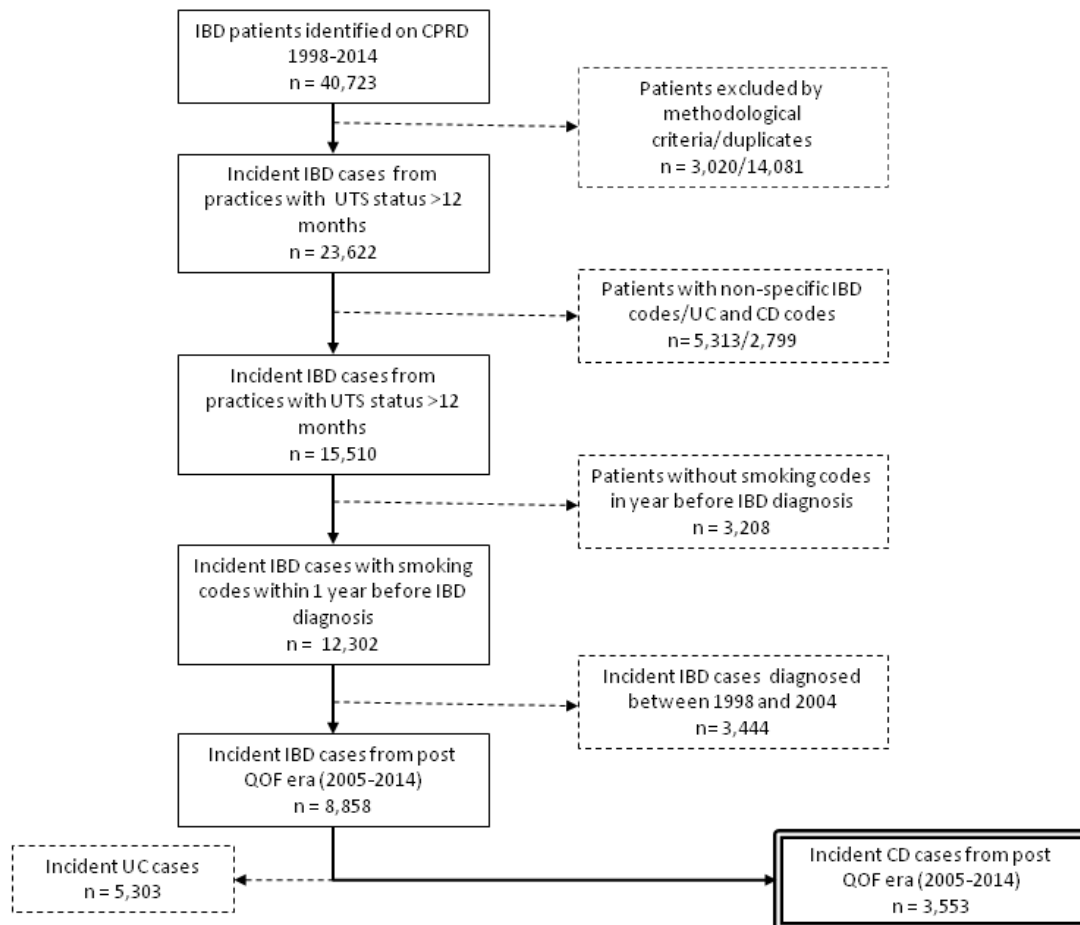 IBD patients identified on CPRD
1998-2014
n = 40,723
Patients excluded by
methodological
criteria/duplicates
n = 3,020/14,081
Incident IBD cases from
practices with UTS status >12
months
n = 23,622
Patients with non-specific IBD
codes/UC and CD codes
n= 5,313/2,799
Incident IBD cases from
practices with UTS status >12
months
n = 15,510
Patients without smoking codes
in year before IBD diagnosis
n = 3,208
Incident IBD cases with smoking
codes within 1 year before IBD
diagnosis
n = 12,302
Incident IBD cases diagnosed
between 1998 and 2004
n= 3,444
Incident IBD cases from post
QOF era (2005-2014)
n = 8,858
Incident UC cases
n = 5,303
Incident CD cases from post
QOF era (2005-2014)
n = 3,553